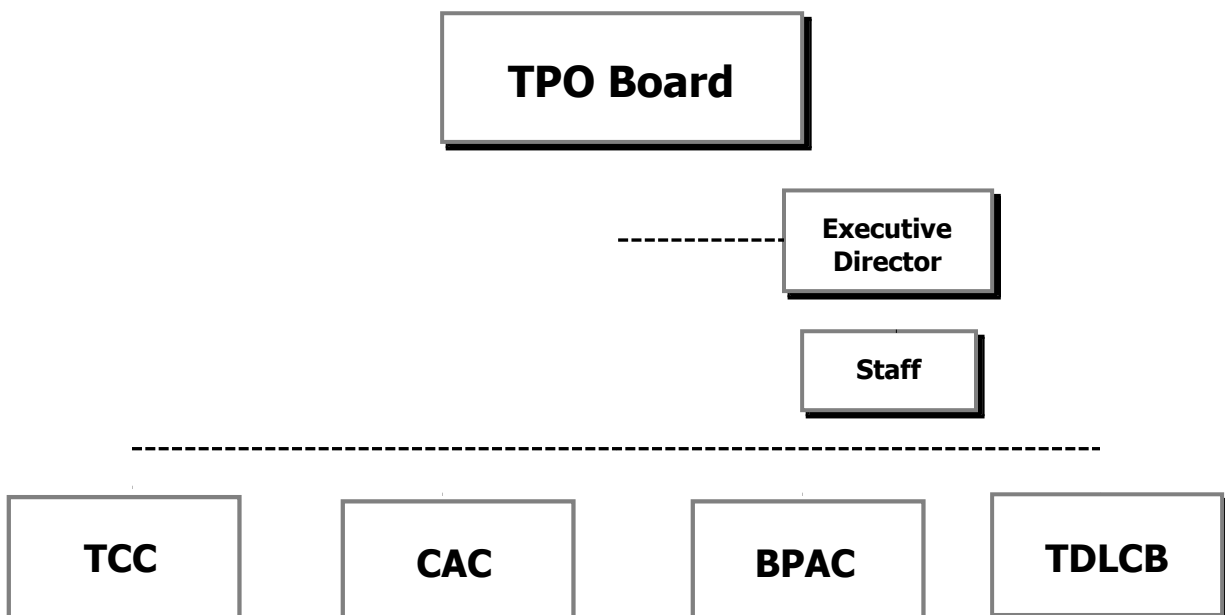 TPO Board
Executive
Director
Staff
TCC
CAC
BPAC
TDLCB